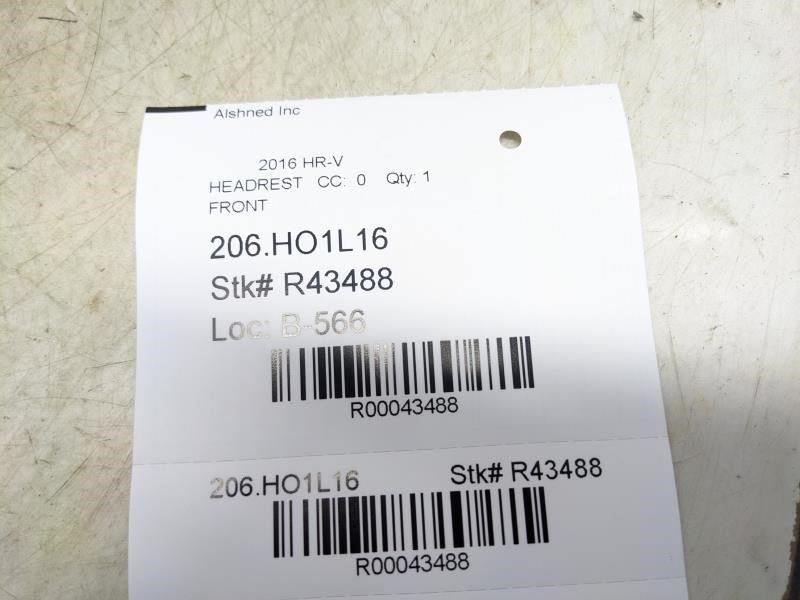 Alshned Inc
2016 HR-V
HEADREST CC: 0 Qty: 1
FRONT
206.HO1L16
Stk# R43488
Loc: B-566
R00043488
206.HO1L16 Stk# R43488
R00043488